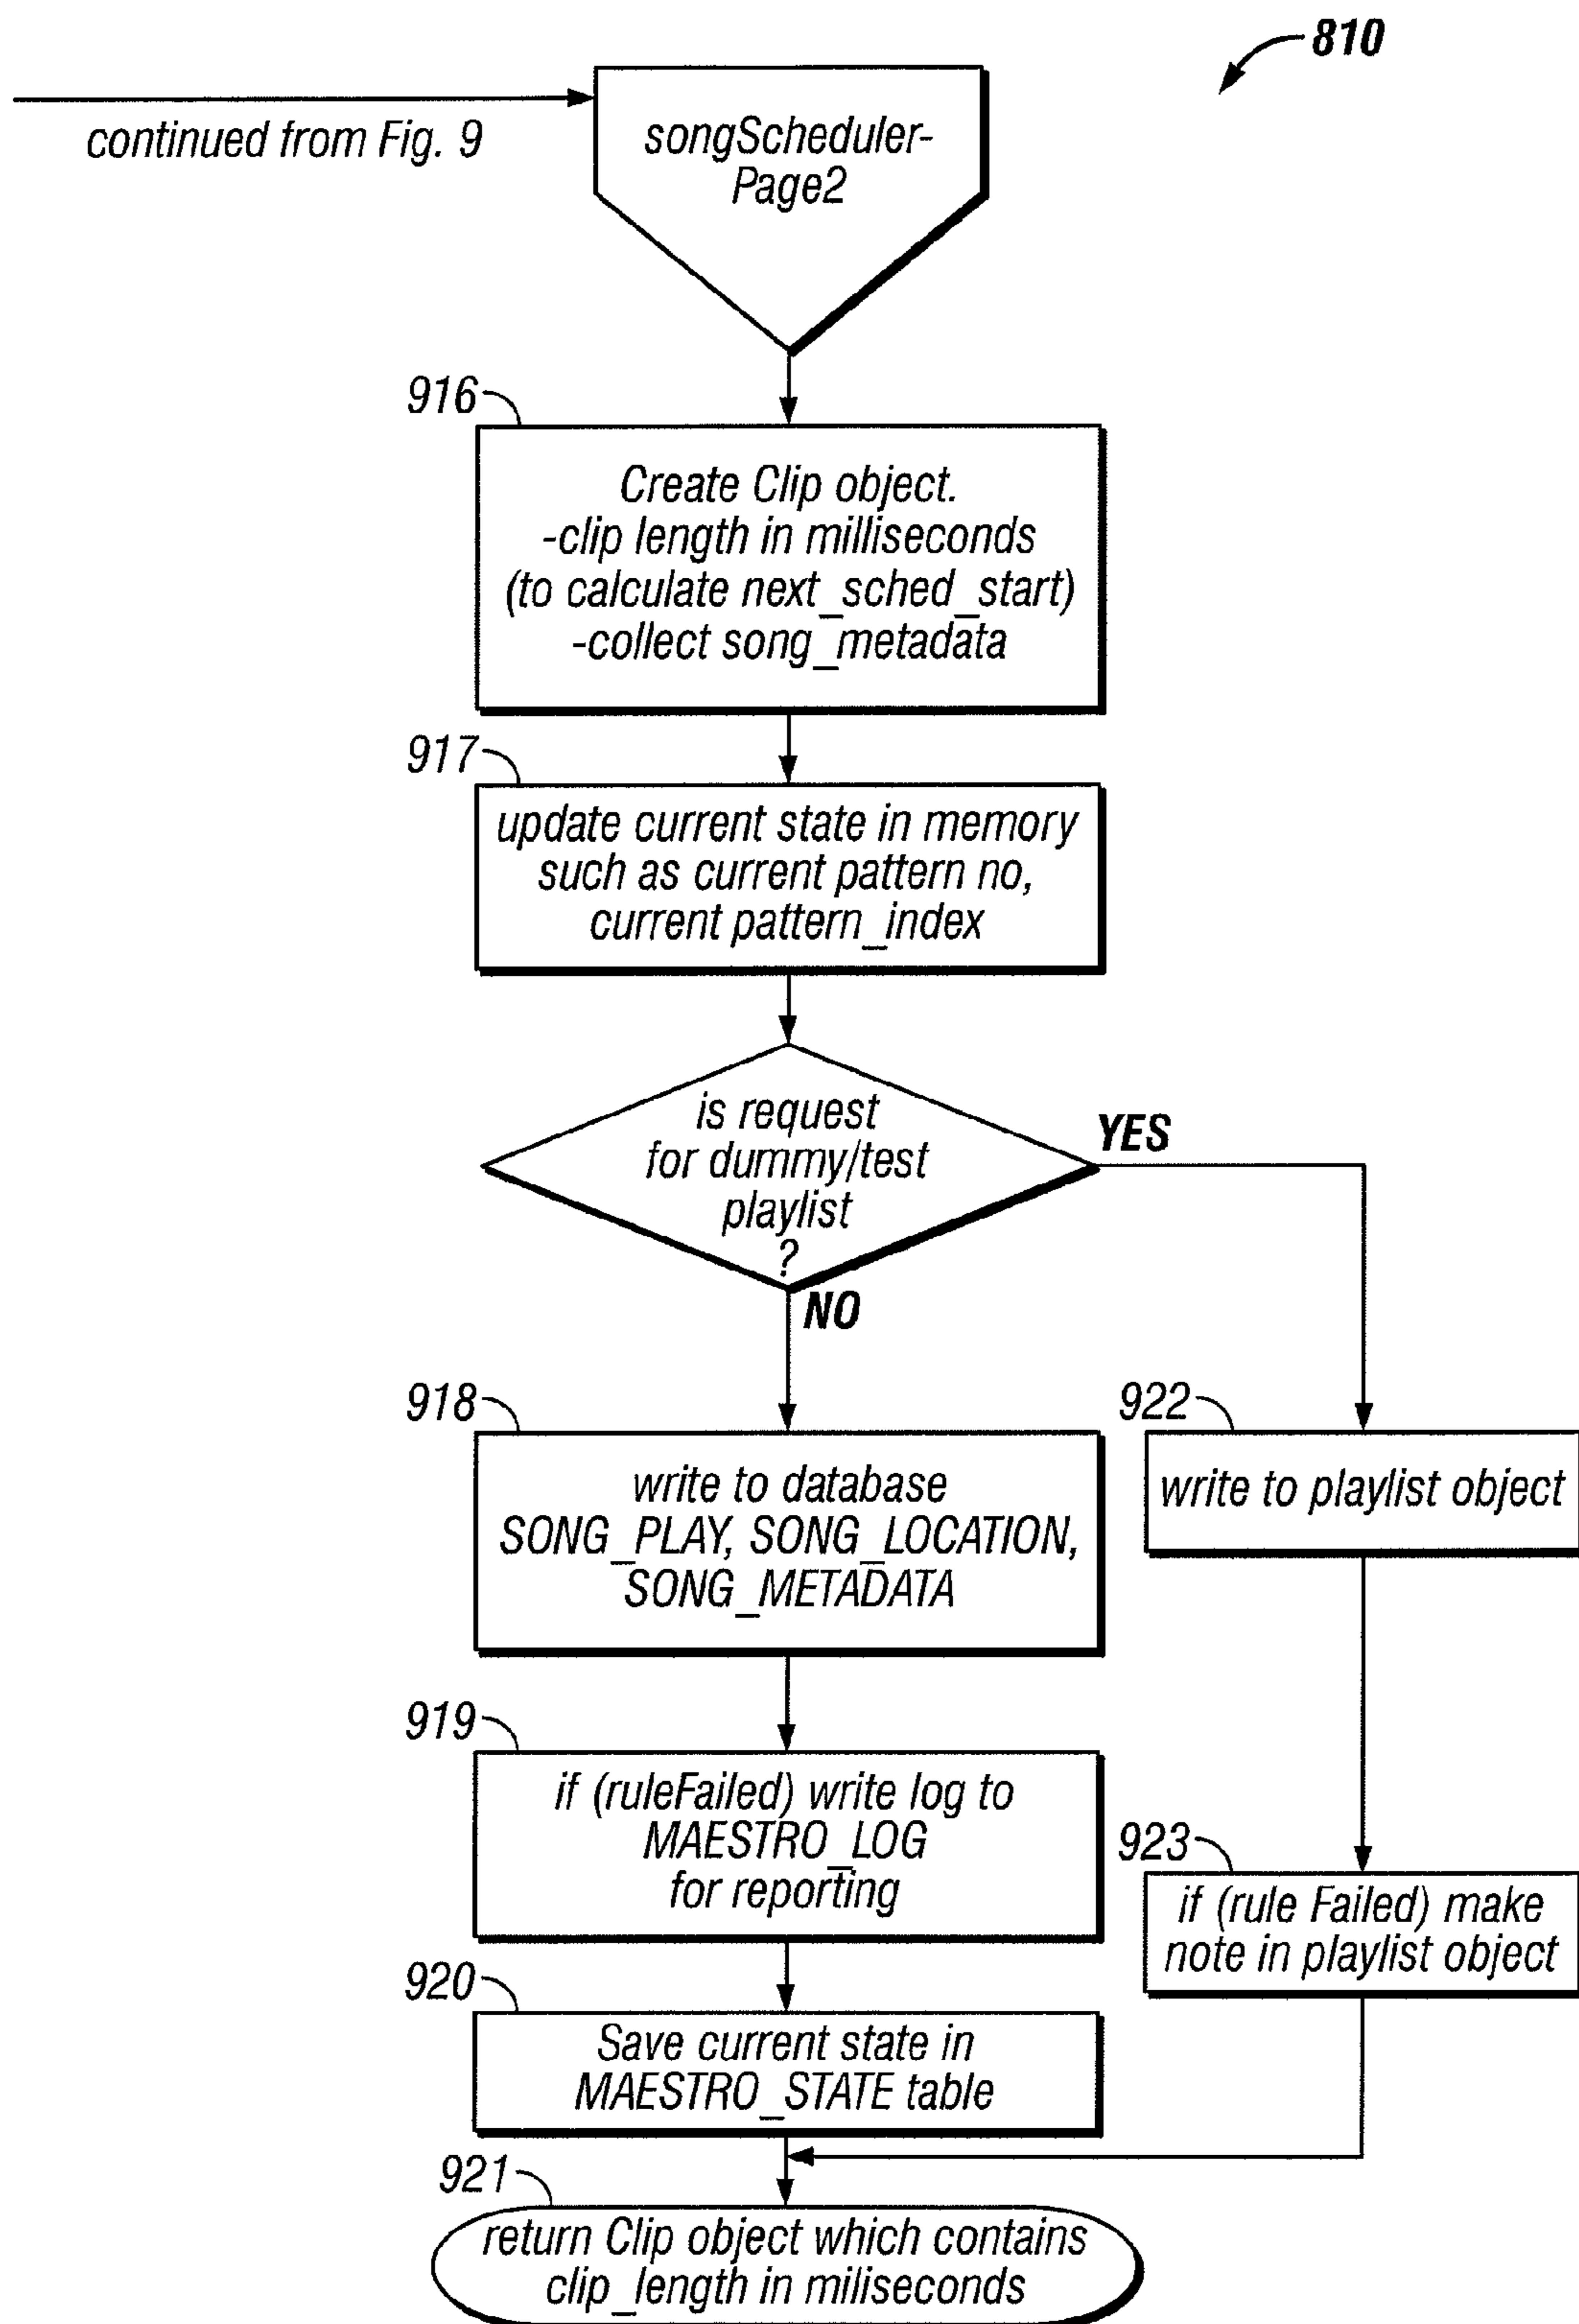 810
continued from Fig. 9
songScheduler-
Page2
916
Create Clip object.
-clip length in milliseconds
(to calculate next_sched_start)
-collect song_metadata
917
update current state in memory
such as current pattern no,
current pattern_index
is request
for dummy/test
playlist
?
YES
NO
918
write to database
SONG_PLAY, SONG_LOCATION,
SONG_METADATA
922
write to playlist object
919
if (ruleFailed) write log to
MAESTRO_LOG
for reporting
923
if (rule Failed) make
note in playlist object
920
Save current state in
MAESTRO_STATE table
921
return Clip object which contains
clip_length in miliseconds